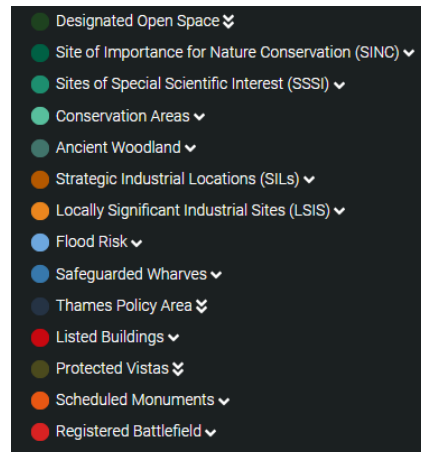 Designated Open Space
Site of Importance for Nature Conservation (SINC)
Sites of Special Scientific Interest (SSSI)
Conservation Areas
Ancient Woodland
Strategic Industrial Locations (SILs)
Locally Significant Industrial Sites (LSIS)
Flood Risk
Safeguarded Wharves
Thames Policy Area
Listed Buildings
Protected Vistas
Scheduled Monuments
Registered Battlefield